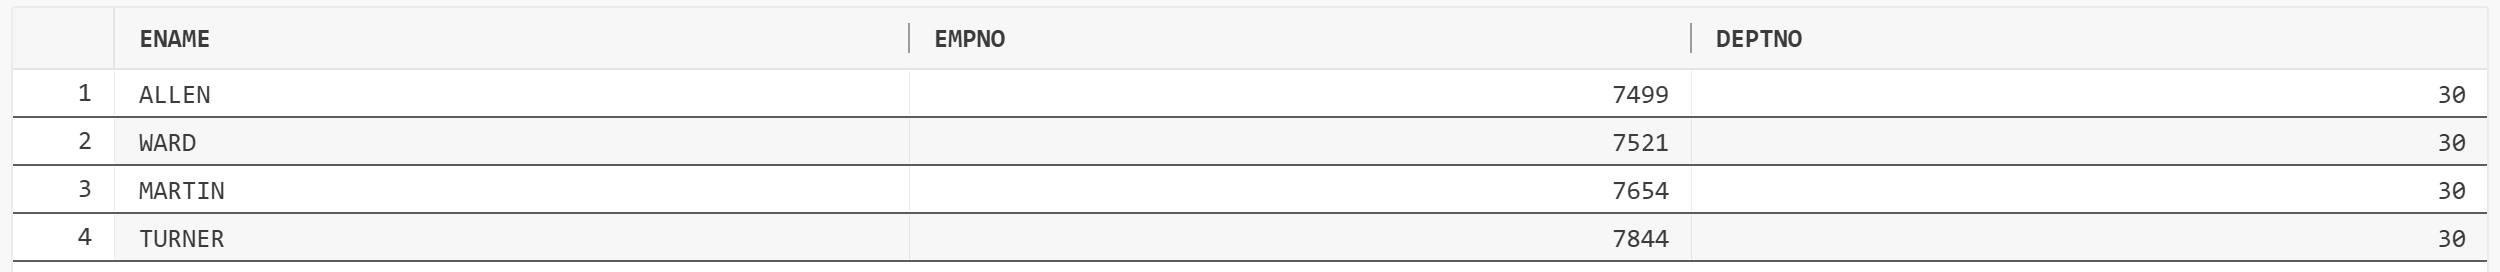 ENAME EMPNO DEPTNO
1 ALLEN 7499 30
2 WARD 7521 30
3 MARTIN 7654 30
4 TURNER 7844 30